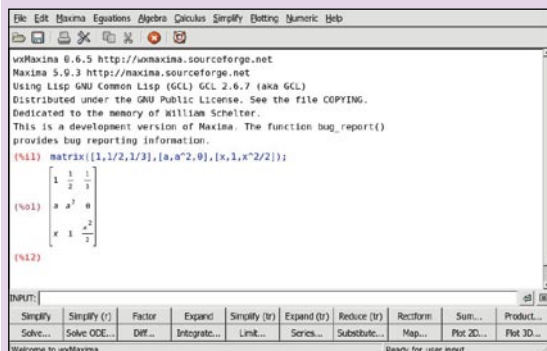 File Edit Maxima Equations Algebra Calculus Simplify Plotting Numeric Help
wxMaxima 0.6.5 http://wxmaxima.sourceforge.net
Maxima 5.9.3 http://maxima.sourceforge.net
Using Lisp GNU Common Lisp (GCL) GCL 2.6.7 (aka GCL)
Distributed under the GNU Public License. See the file COPYING.
Dedicated to the memory of William Schelter.
This is a development version of Maxima. The function bug_report()
provides bug reporting information.
(%i1) matrix([1,1/2,1/3],[a,a^2,0],[x,1,x^2/2]);
1 1/2 1/3
(%o1) a a² 0
x 1 x²/2
(%i2)
INPUT:
Simplify Simplify (r) Factor Expand Simplify (tr) Expand (tr) Reduce (tr) Rectform Sum... Product...
Solve... Solve ODE... Diff... Integrate... Limit... Series... Substitute... Map... Plot 2D... Plot 3D...
Welcome to wxMaxima Ready for user input